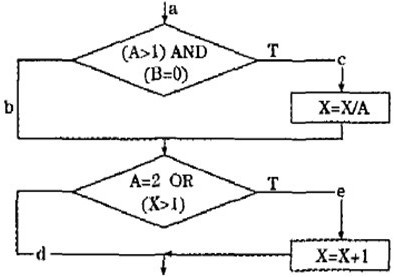 a
(A>1) AND
(B=0)
T
c
b
X=X/A
A=2 OR
(X>1)
T
e
d
X=X+1